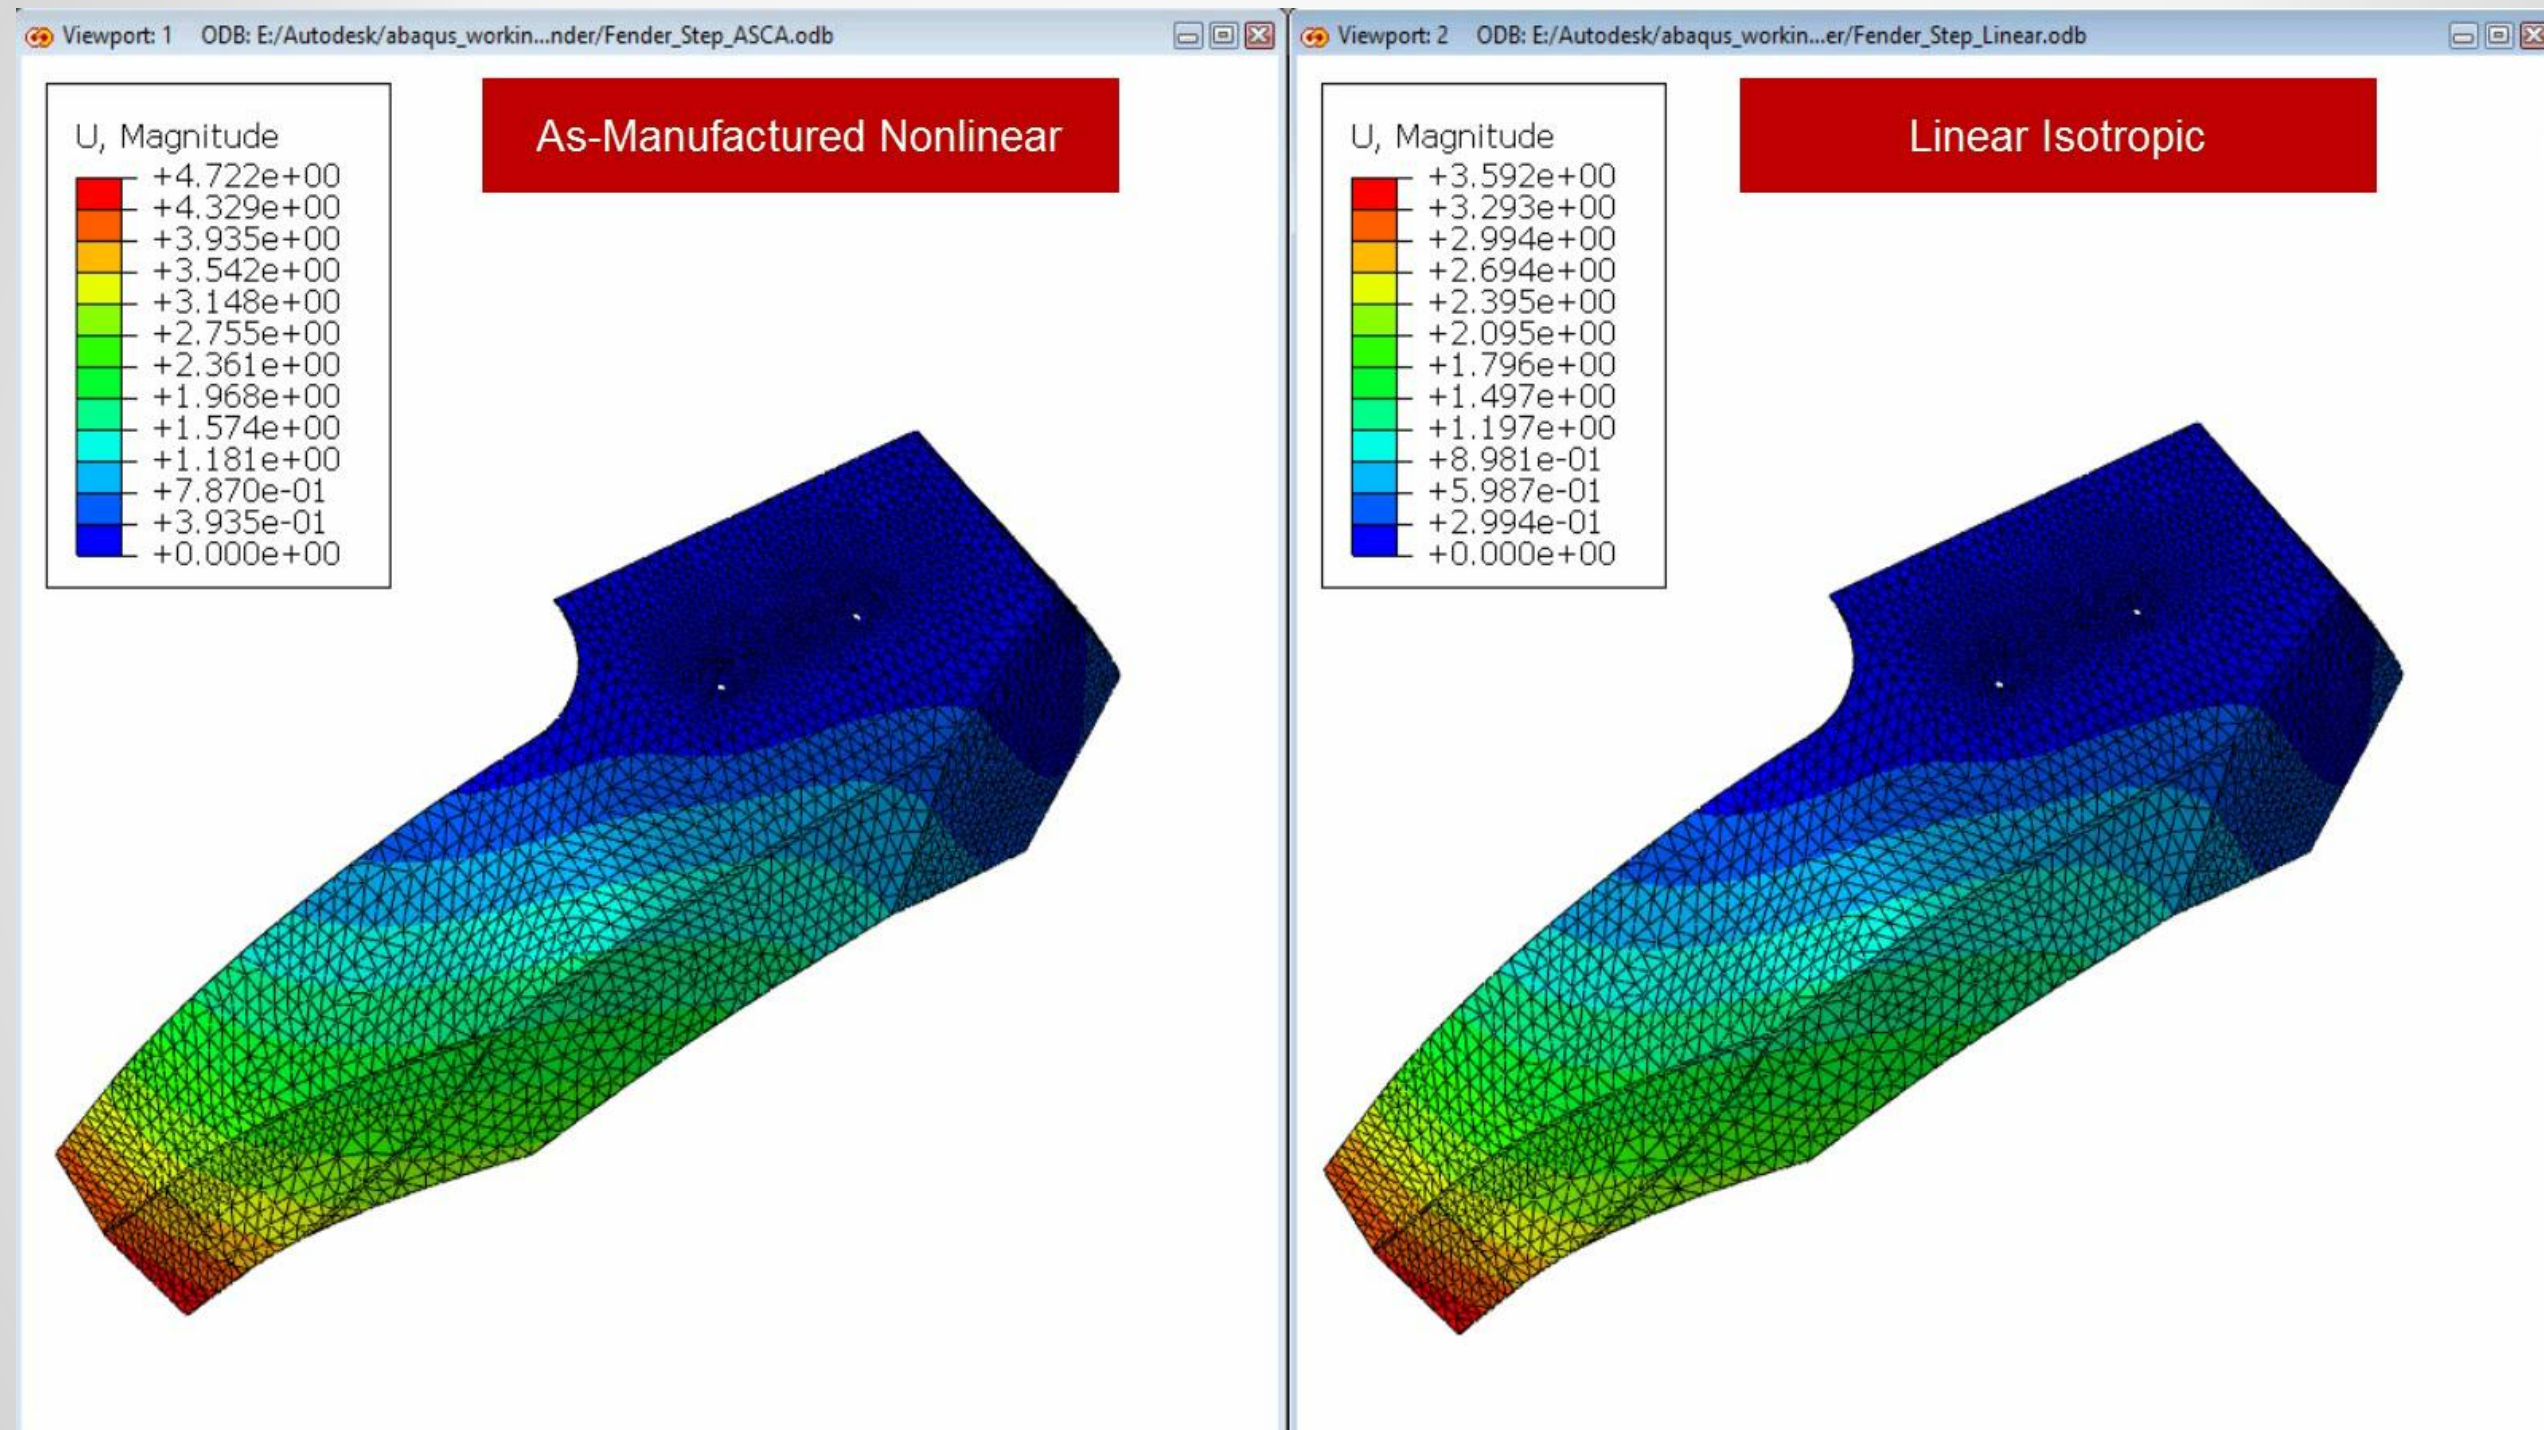 Viewport: 1 ODB: E:/Autodesk/abaqus_workin...nder/Fender_Step_ASCA.odb
As-Manufactured Nonlinear
U, Magnitude
+4.722e+00
+4.329e+00
+3.935e+00
+3.542e+00
+3.148e+00
+2.755e+00
+2.361e+00
+1.968e+00
+1.574e+00
+1.181e+00
+7.870e-01
+3.935e-01
+0.000e+00
Viewport: 2 ODB: E:/Autodesk/abaqus_workin...er/Fender_Step_Linear.odb
Linear Isotropic
U, Magnitude
+3.592e+00
+3.293e+00
+2.994e+00
+2.694e+00
+2.395e+00
+2.095e+00
+1.796e+00
+1.497e+00
+1.197e+00
+8.981e-01
+5.987e-01
+2.994e-01
+0.000e+00